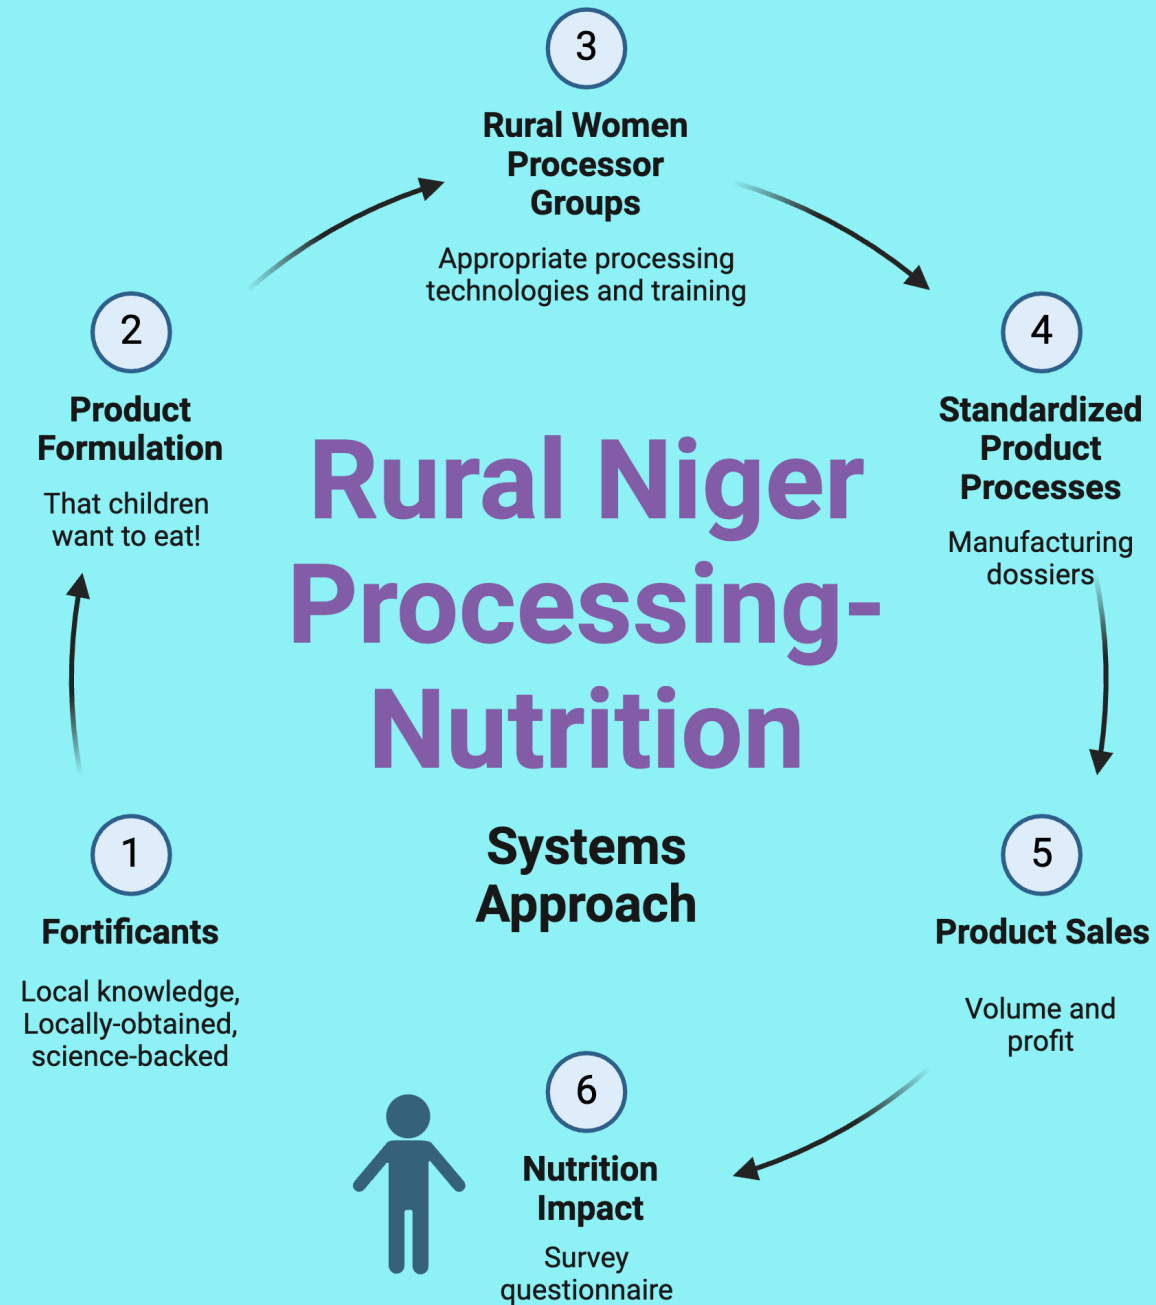 3
Rural Women
Processor
Groups
Appropriate processing
technologies and training
2
Product
Formulation
That children
want to eat!
4
Standardized
Product
Processes
Manufacturing
dossiers
Rural Niger
Processing-
Nutrition
Systems
Approach
1
Fortificants
Local knowledge,
Locally-obtained,
science-backed
5
Product Sales
Volume and
profit
6
Nutrition
Impact
Survey
questionnaire